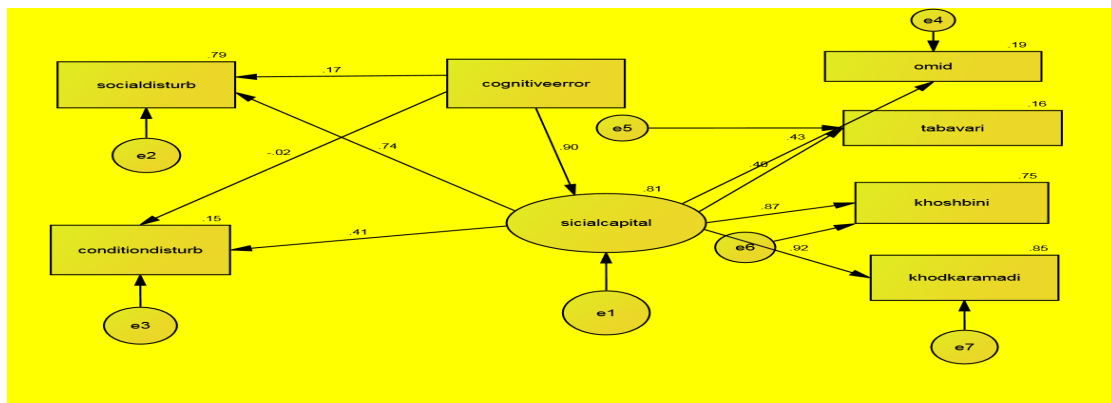 e4
.19
omid
.79
.17
socialdisturb
cognitiveerror
.16
tabavari
e5
.43
.40
e2
-.02
.74
.90
.81
.75
khoshbini
.87
.15
.41
sicialcapital
conditiondisturb
e6
.92
.85
khodkaramadi
e3
e1
e7